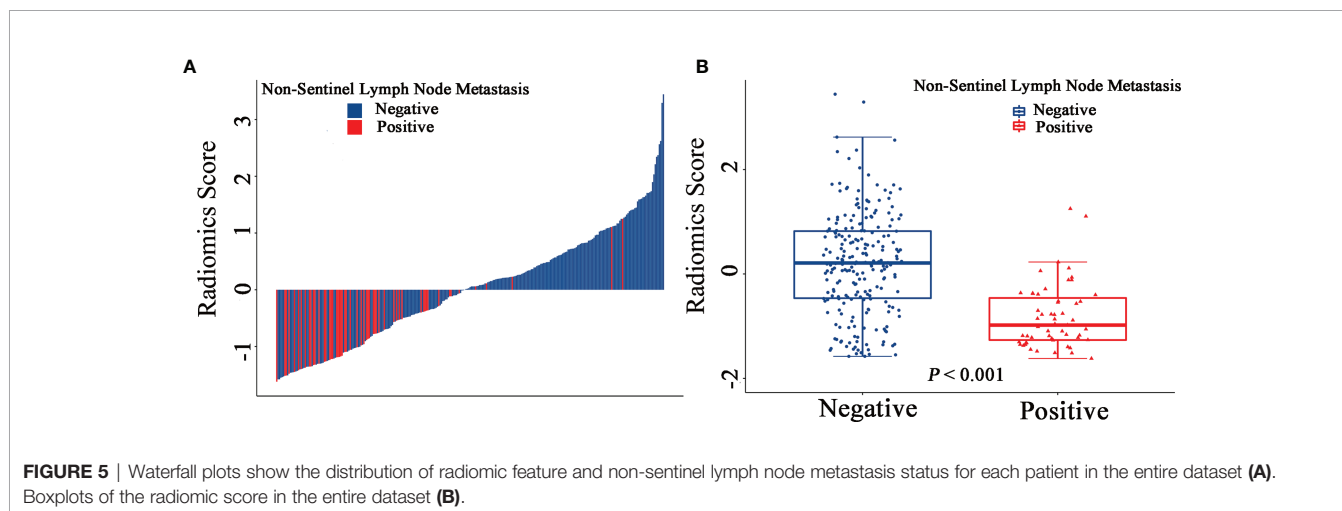 A
Non-Sentinel Lymph Node Metastasis
Negative
Positive
Radiomics Score
3
2
1
0
-1
B
Non-Sentinel Lymph Node Metastasis
Negative
Positive
Radiomics Score
2
0
-2
P < 0.001
Negative
Positive
FIGURE 5 | Waterfall plots show the distribution of radiomic feature and non-sentinel lymph node metastasis status for each patient in the entire dataset (A).
Boxplots of the radiomic score in the entire dataset (B).